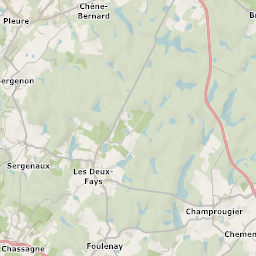 Chêne-
Bernard
Pleure
Sergenon
Sergenaux
Les Deux-
Fays
Champrougier
Chemen
Foulenay
Chassagne